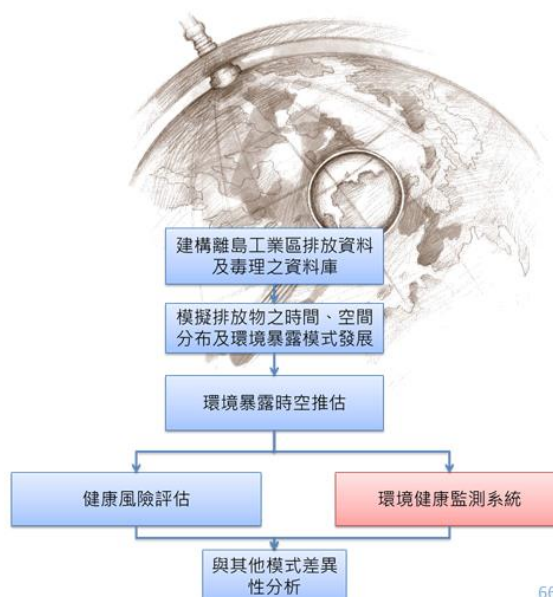 建構離島工業區排放資料
及毒理之資料庫
模擬排放物之時間、空間
分布及環境暴露模式發展
環境暴露時空推估
健康風險評估
環境健康監測系統
與其他模式差異
性分析
66